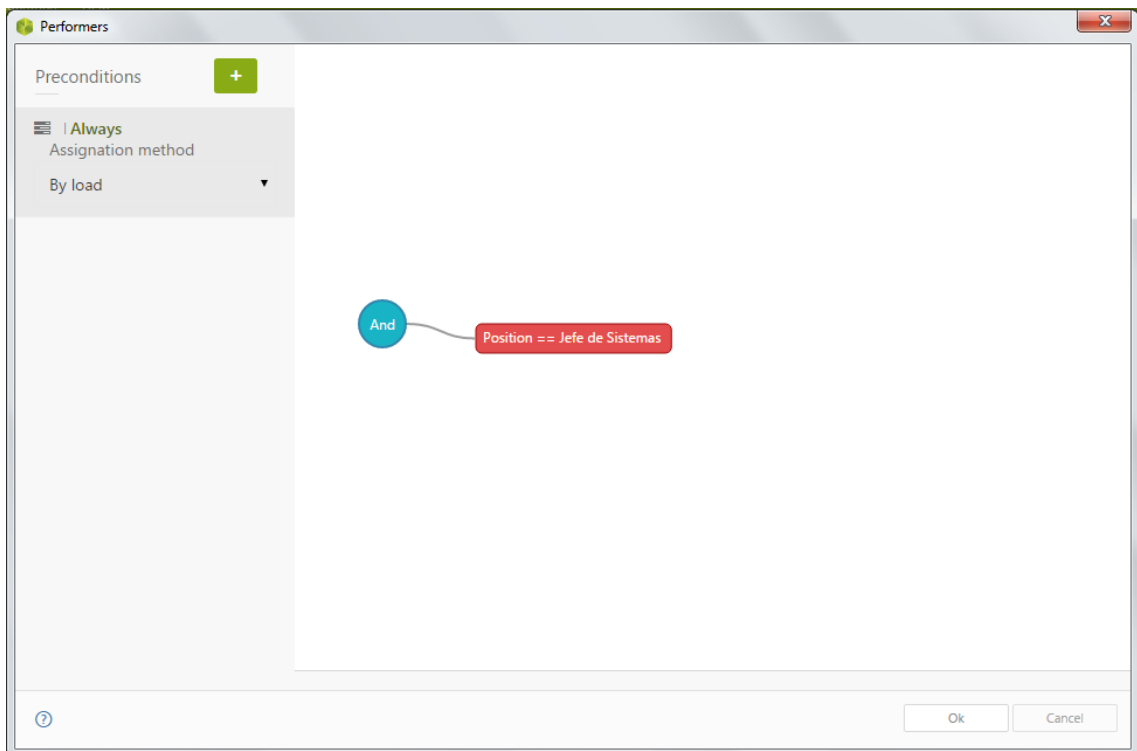 Performers
Preconditions
+
| Always
Assignation method
By load
And
Position == Jefe de Sistemas
?
Ok
Cancel